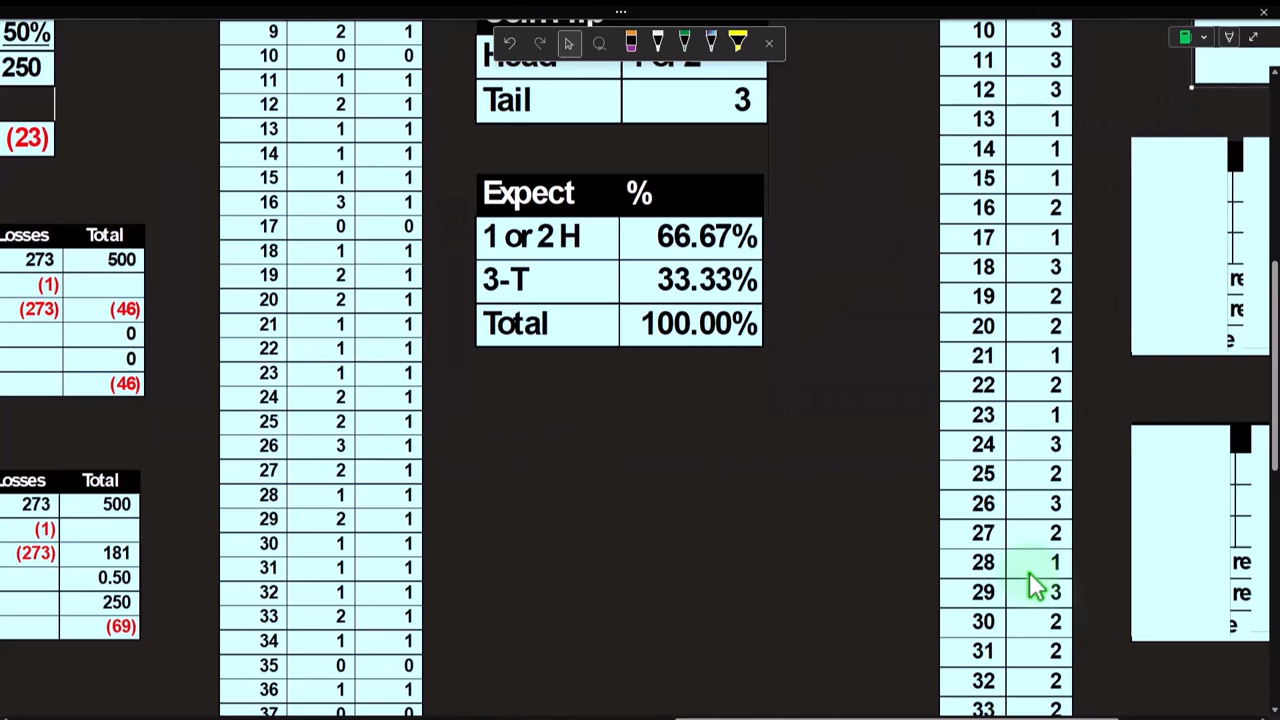 50%
250
(23)
Losses Total
273 500
(1)
(273) (46)
0
0
(46)
Losses Total
273 500
(1)
(273) 181
0.50
250
(69)
9 2 1
10 0 0
11 1 1
12 2 1
13 1 1
14 1 1
15 1 1
16 3 1
17 0 0
18 1 1
19 2 1
20 2 1
21 1 1
22 1 1
23 1 1
24 2 1
25 2 1
26 3 1
27 2 1
28 1 1
29 2 1
30 1 1
31 1 1
32 1 1
33 2 1
34 1 1
35 0 0
36 1 1
37 0 0
Tail 3
Expect %
1 or 2 H 66.67%
3-T 33.33%
Total 100.00%
10 3
11 3
12 3
13 1
14 1
15 1
16 2
17 1
18 3
19 2
20 2
21 1
22 2
23 1
24 3
25 2
26 3
27 2
28 1
29 3
30 2
31 2
32 2
33 2
re
re
e
re
re
e